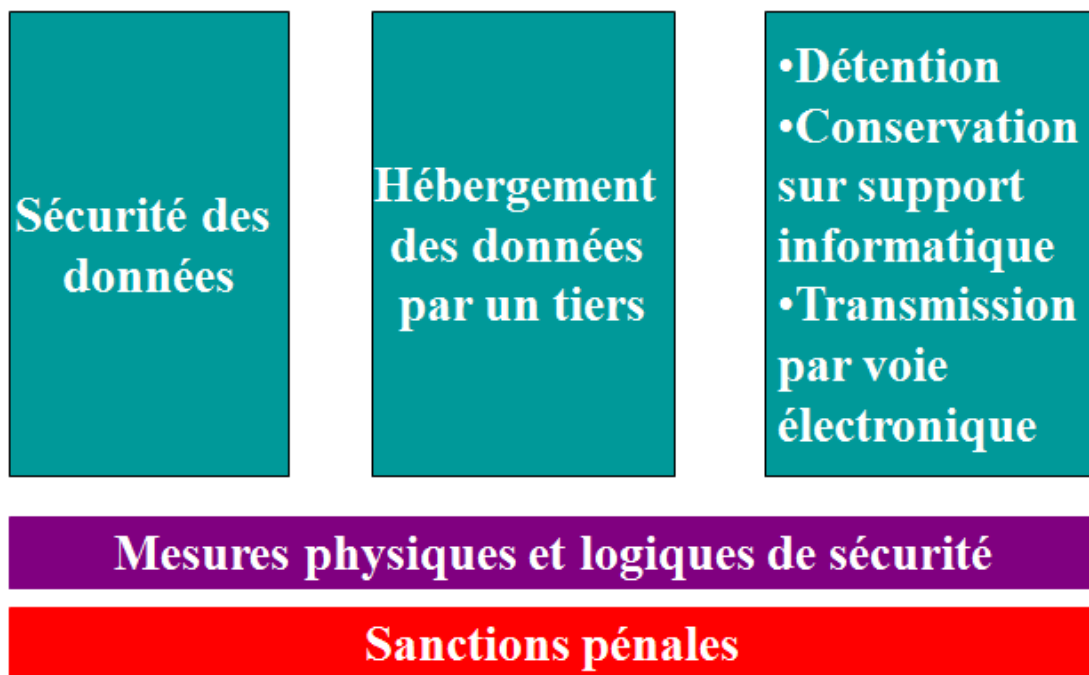 Sécurité des
données
Hébergement
des données
par un tiers
•Détention
•Conservation
sur support
informatique
•Transmission
par voie
électronique
Mesures physiques et logiques de sécurité
Sanctions pénales